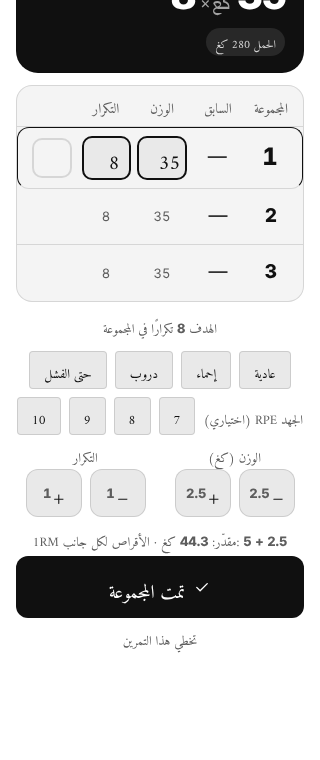 35 كغ × 8
الحمل 280 كغ
المجموعة السابق الوزن التكرار
1 — 35 8
2 — 35 8
3 — 35 8
الهدف 8 تكرارًا في المجموعة
عادية إحماء دروب حتى الفشل
الجهد RPE (اختياري) 7 8 9 10
الوزن (كغ) التكرار
− 2.5 + 2.5 − 1 + 1
1RM مقدّر: 44.3 كغ · الأقراص لكل جانب: 5 + 2.5
تمت المجموعة
تخطي هذا التمرين